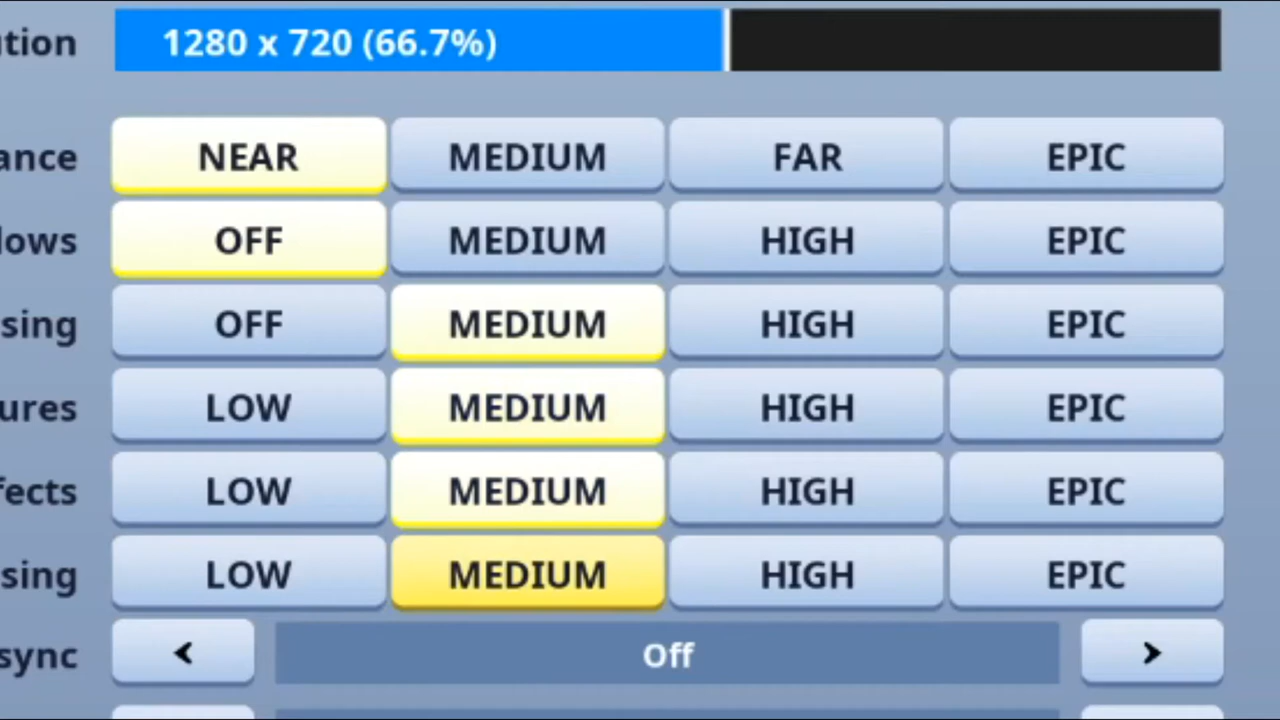 ution 1280 x 720 (66.7%)
ance NEAR MEDIUM FAR EPIC
lows OFF MEDIUM HIGH EPIC
sing OFF MEDIUM HIGH EPIC
ures LOW MEDIUM HIGH EPIC
fects LOW MEDIUM HIGH EPIC
sing LOW MEDIUM HIGH EPIC
sync < Off >